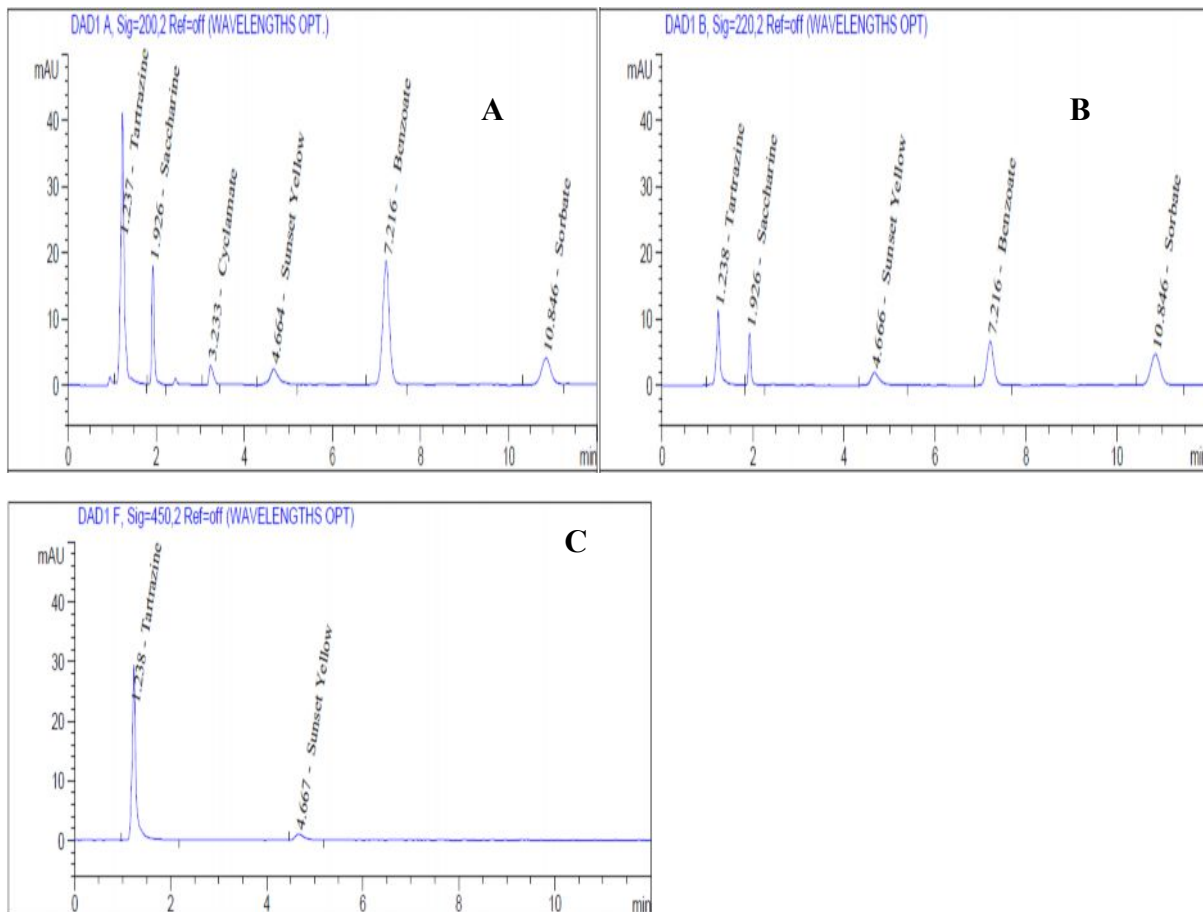 DAD1 A, Sig=200,2 Ref=off (WAVELENGTHS OPT.)
mAU
A
40
30
20
10
0
1.237 - Tartrazine
1.926 - Saccharine
3.233 - Cyclamate
4.664 - Sunset Yellow
7.216 - Benzoate
10.846 - Sorbate
0 2 4 6 8 10 min
DAD1 B, Sig=220,2 Ref=off (WAVELENGTHS OPT)
mAU
B
40
30
20
10
0
1.238 - Tartrazine
1.926 - Saccharine
4.666 - Sunset Yellow
7.216 - Benzoate
10.846 - Sorbate
0 2 4 6 8 10 min
DAD1 F, Sig=450,2 Ref=off (WAVELENGTHS OPT)
mAU
C
40
30
20
10
0
1.238 - Tartrazine
4.667 - Sunset Yellow
0 2 4 6 8 10 min